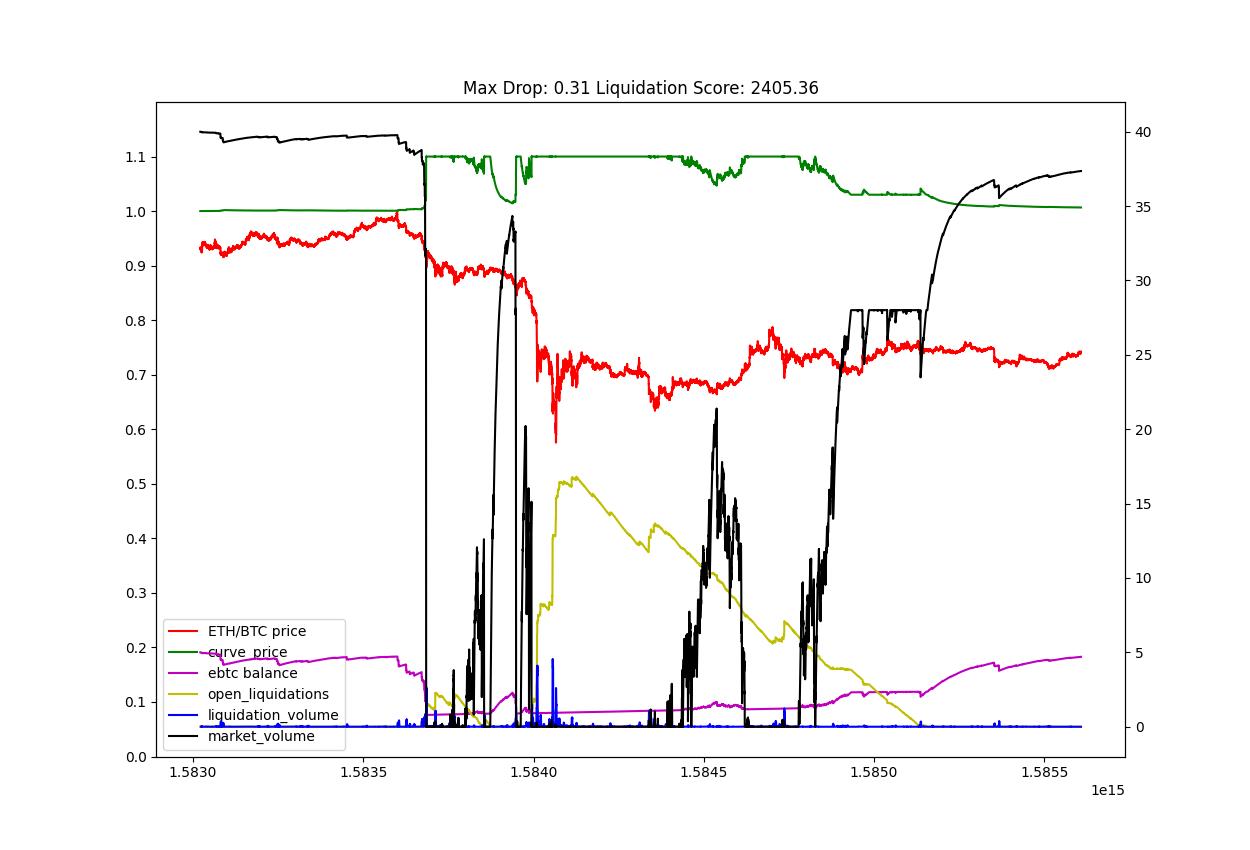 Max Drop: 0.31 Liquidation Score: 2405.36
1.1
1.0
0.9
0.8
0.7
0.6
0.5
0.4
0.3
0.2
0.1
0.0
40
35
30
25
20
15
10
5
0
ETH/BTC price
curve_price
ebtc balance
open_liquidations
liquidation_volume
market_volume
1.5830 1.5835 1.5840 1.5845 1.5850 1.5855
1e15